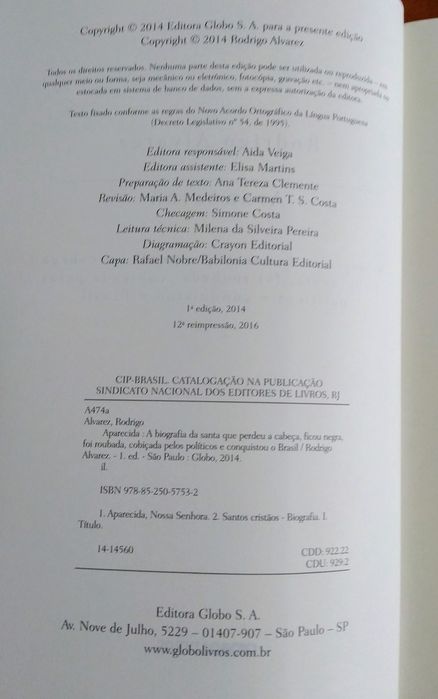 Copyright © 2014 Editora Globo S. A. para a presente edição
Copyright © 2014 Rodrigo Alvarez
Todos os direitos reservados. Nenhuma parte desta edição pode ser utilizada ou reproduzida – em
qualquer meio ou forma, seja mecânico ou eletrônico, fotocópia, gravação etc. – nem apropriada ou
estocada em sistema de banco de dados, sem a expressa autorização da editora.
Texto fixado conforme as regras do Novo Acordo Ortográfico da Língua Portuguesa
(Decreto Legislativo nº 54, de 1995).
Editora responsável: Aida Veiga
Editora assistente: Elisa Martins
Preparação de texto: Ana Tereza Clemente
Revisão: Maria A. Medeiros e Carmen T. S. Costa
Checagem: Simone Costa
Leitura técnica: Milena da Silveira Pereira
Diagramação: Crayon Editorial
Capa: Rafael Nobre/Babilonia Cultura Editorial
1ª edição, 2014
12ª reimpressão, 2016
CIP-BRASIL. CATALOGAÇÃO NA PUBLICAÇÃO
SINDICATO NACIONAL DOS EDITORES DE LIVROS, RJ
A474a
Alvarez, Rodrigo
Aparecida : A biografia da santa que perdeu a cabeça, ficou negra,
foi roubada, cobiçada pelos políticos e conquistou o Brasil / Rodrigo
Alvarez. - 1. ed. - São Paulo : Globo, 2014.
il.
ISBN 978-85-250-5753-2
1. Aparecida, Nossa Senhora. 2. Santos cristãos - Biografia. I.
Título.
14-14560 CDD: 922.22
CDU: 929.2
Editora Globo S. A.
Av. Nove de Julho, 5229 – 01407-907 – São Paulo – SP
www.globolivros.com.br